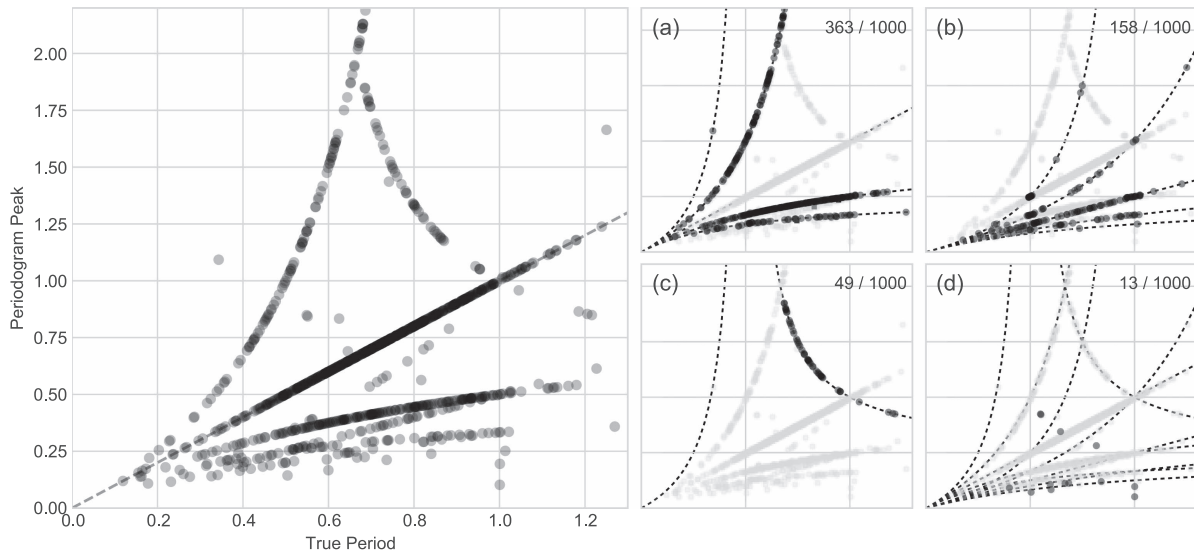 2.00
1.75
1.50
1.25
1.00
0.75
0.50
0.25
0.00
Periodogram Peak
0.0 0.2 0.4 0.6 0.8 1.0 1.2
True Period
(a) 363 / 1000
(b) 158 / 1000
(c) 49 / 1000
(d) 13 / 1000